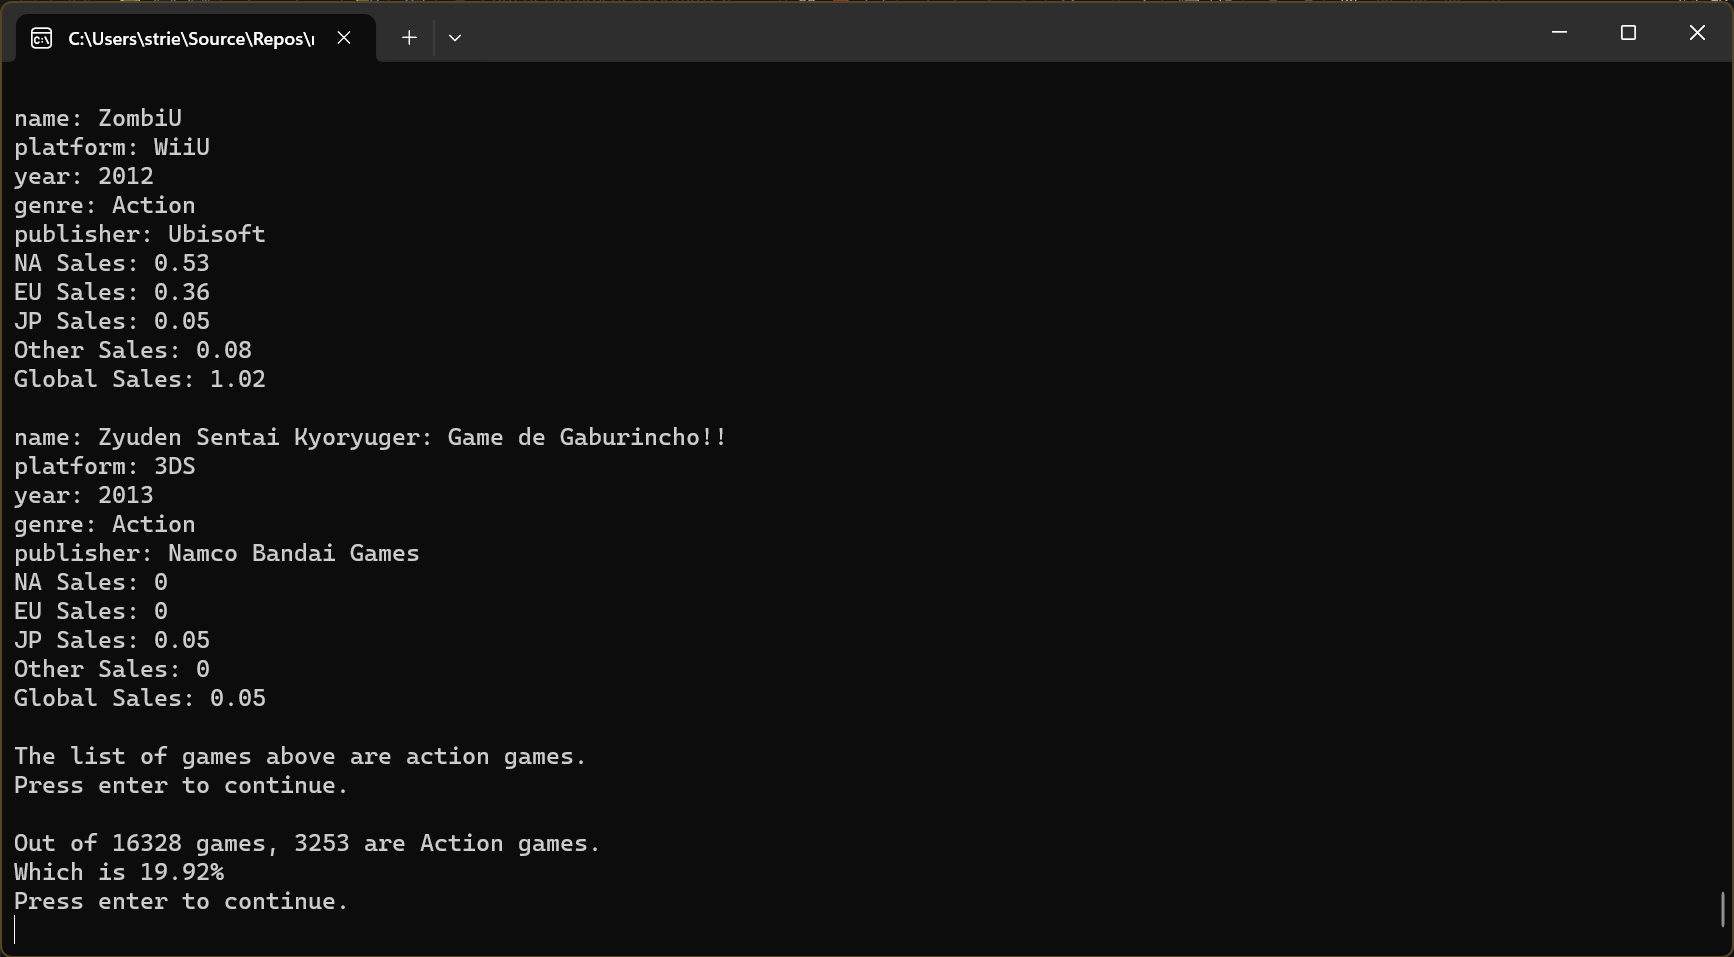 C:\Users\strie\Source\Repos\
name: ZombiU
platform: WiiU
year: 2012
genre: Action
publisher: Ubisoft
NA Sales: 0.53
EU Sales: 0.36
JP Sales: 0.05
Other Sales: 0.08
Global Sales: 1.02
name: Zyuden Sentai Kyoryuger: Game de Gaburincho!!
platform: 3DS
year: 2013
genre: Action
publisher: Namco Bandai Games
NA Sales: 0
EU Sales: 0
JP Sales: 0.05
Other Sales: 0
Global Sales: 0.05
The list of games above are action games.
Press enter to continue.
Out of 16328 games, 3253 are Action games.
Which is 19.92%
Press enter to continue.